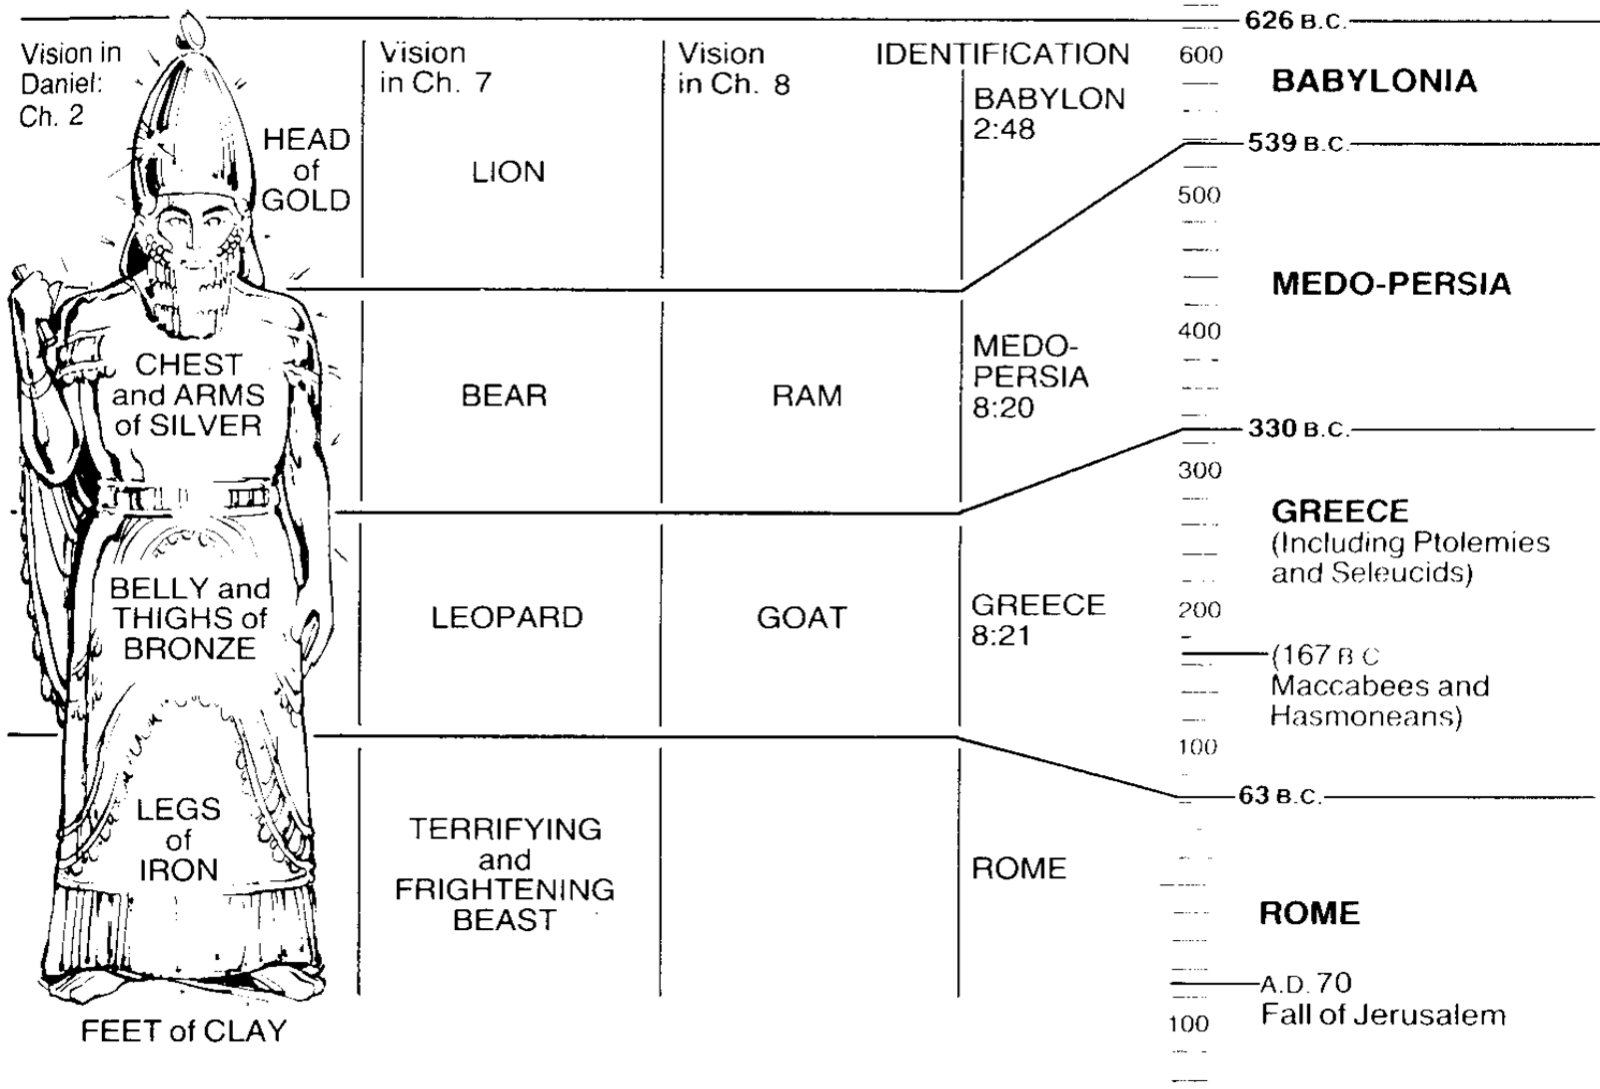 Vision in
Daniel:
Ch. 2
HEAD
of
GOLD
Vision
in Ch. 7
LION
Vision
in Ch. 8
IDENTIFICATION
BABYLON
2:48
626 B.C.
600
BABYLONIA
539 B.C.
500
CHEST
and ARMS
of SILVER
BEAR
RAM
MEDO-
PERSIA
8:20
MEDO-PERSIA
400
330 B.C.
300
BELLY and
THIGHS of
BRONZE
LEOPARD
GOAT
GREECE
8:21
GREECE
(Including Ptolemies
and Seleucids)
200
(167 B C
Maccabees and
Hasmoneans)
100
63 B.C.
LEGS
of
IRON
TERRIFYING
and
FRIGHTENING
BEAST
ROME
ROME
A.D. 70
Fall of Jerusalem
100
FEET of CLAY